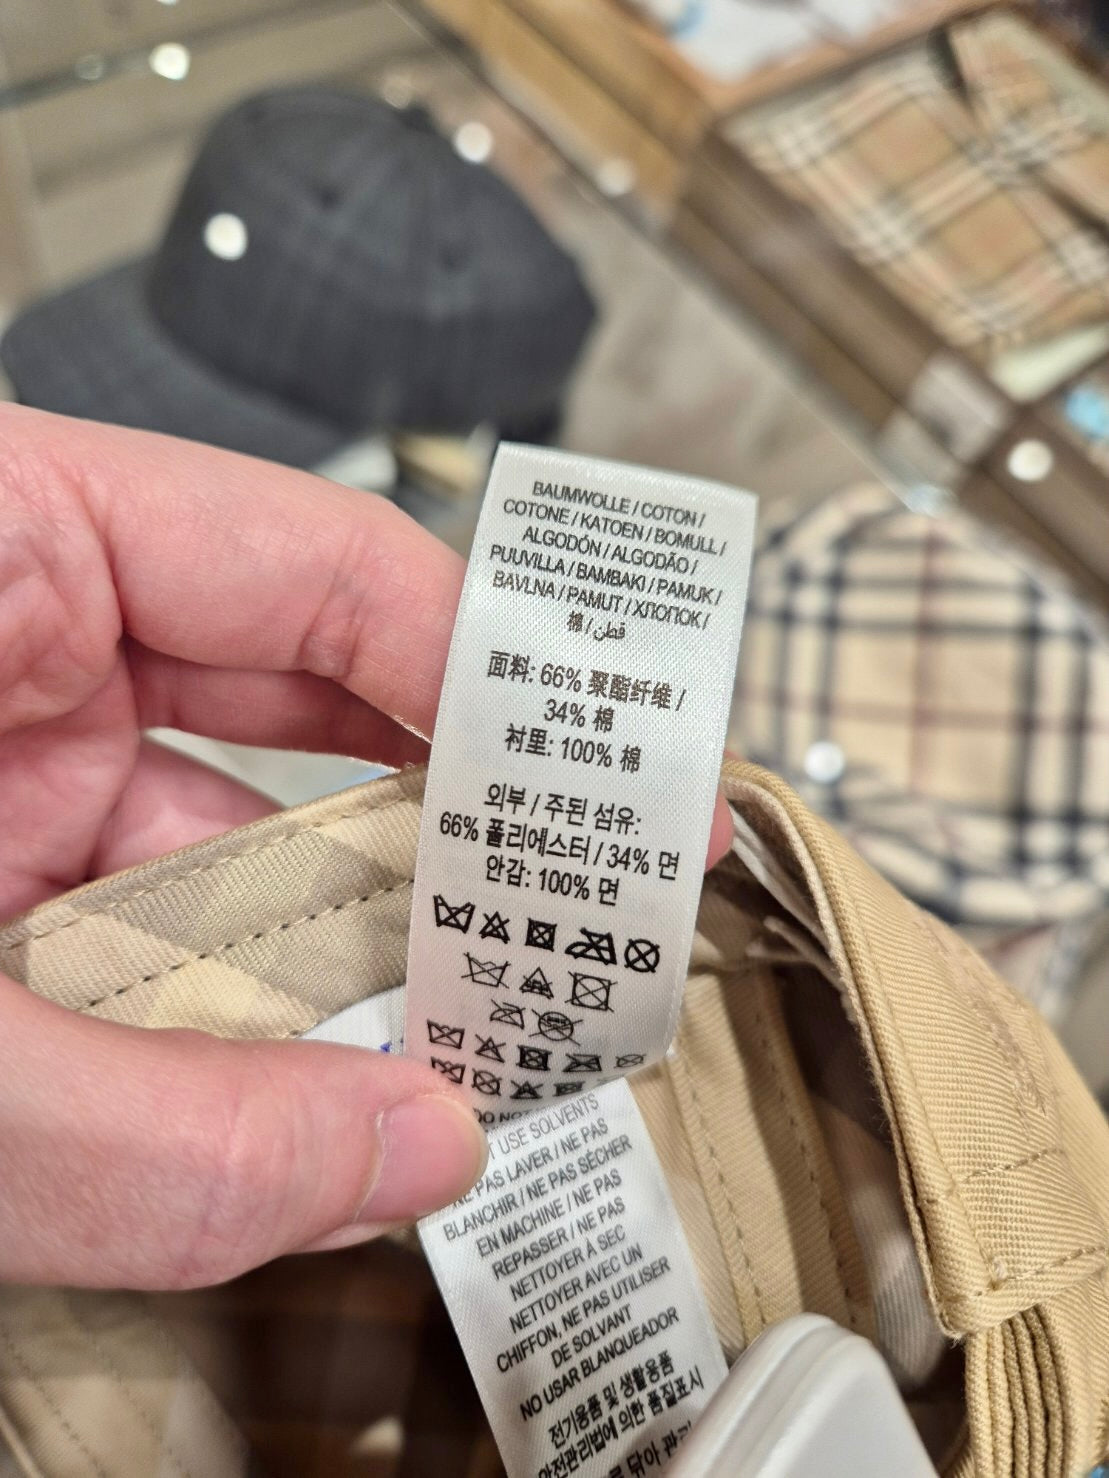 BAUMWOLLE / COTON /
COTONE / KATOEN / BOMULL /
ALGODÓN / ALGODÃO /
PUUVILLA / BAMBAKI / PAMUK /
BAVLNA / PAMUT / ХЛОПОК /
棉 / قطن
面料: 66% 聚酯纤维 /
34% 棉
衬里: 100% 棉
외부 / 주된 섬유:
66% 폴리에스터 / 34% 면
안감: 100% 면
DO NOT
USE SOLVENTS
NE PAS LAVER / NE PAS
BLANCHIR / NE PAS SÉCHER
EN MACHINE / NE PAS
REPASSER / NE PAS
NETTOYER À SEC
NETTOYER AVEC UN
CHIFFON, NE PAS UTILISER
DE SOLVANT
NO USAR BLANQUEADOR
전기용품 및 생활용품
안전관리법에 의한 품질표시
닦아